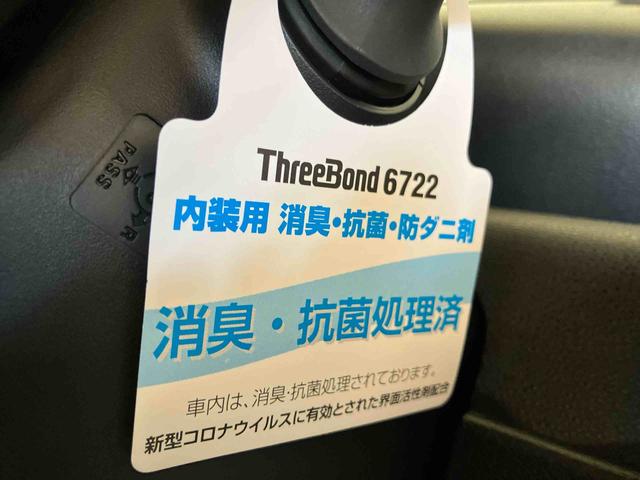 ThreeBond 6722
内装用 消臭・抗菌・防ダニ剤
消臭・抗菌処理済
車内は、消臭・抗菌処理されております。
新型コロナウイルスに有効とされた界面活性剤配合
PASS